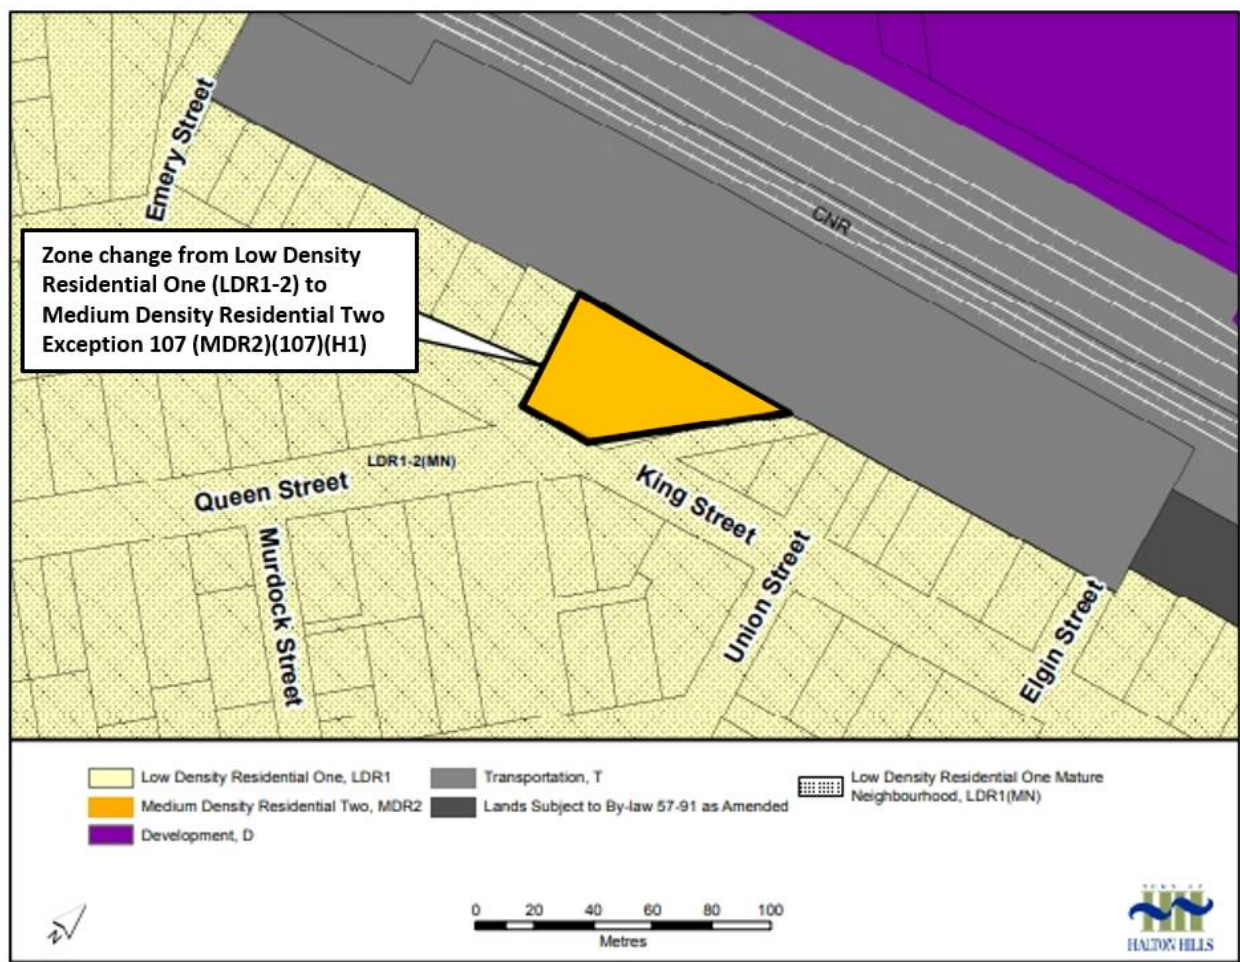 Emery Street
CNR
Zone change from Low Density
Residential One (LDR1-2) to
Medium Density Residential Two
Exception 107 (MDR2)(107)(H1)
LDR1-2(MN)
Queen Street
King Street
Murdock Street
Union Street
Elgin Street
Low Density Residential One, LDR1
Medium Density Residential Two, MDR2
Development, D
Transportation, T
Lands Subject to By-law 57-91 as Amended
Low Density Residential One Mature
Neighbourhood, LDR1(MN)
N
0 20 40 60 80 100
Metres
TOWN OF
HALTON HILLS